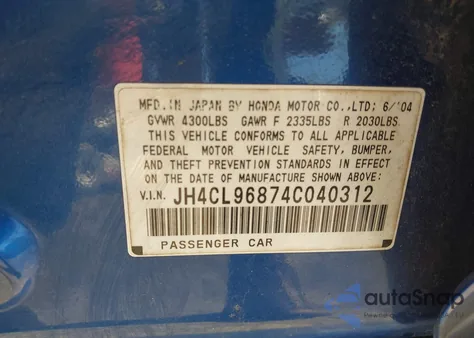 MFD.IN JAPAN BY HONDA MOTOR CO.,LTD; 6/'04
GVWR 4300LBS GAWR F 2335LBS R 2030LBS
THIS VEHICLE CONFORMS TO ALL APPLICABLE
FEDERAL MOTOR VEHICLE SAFETY, BUMPER,
AND THEFT PREVENTION STANDARDS IN EFFECT
ON THE DATE OF MANUFACTURE SHOWN ABOVE:
V.I.N. JH4CL96874C040312
PASSENGER CAR
autoSnap